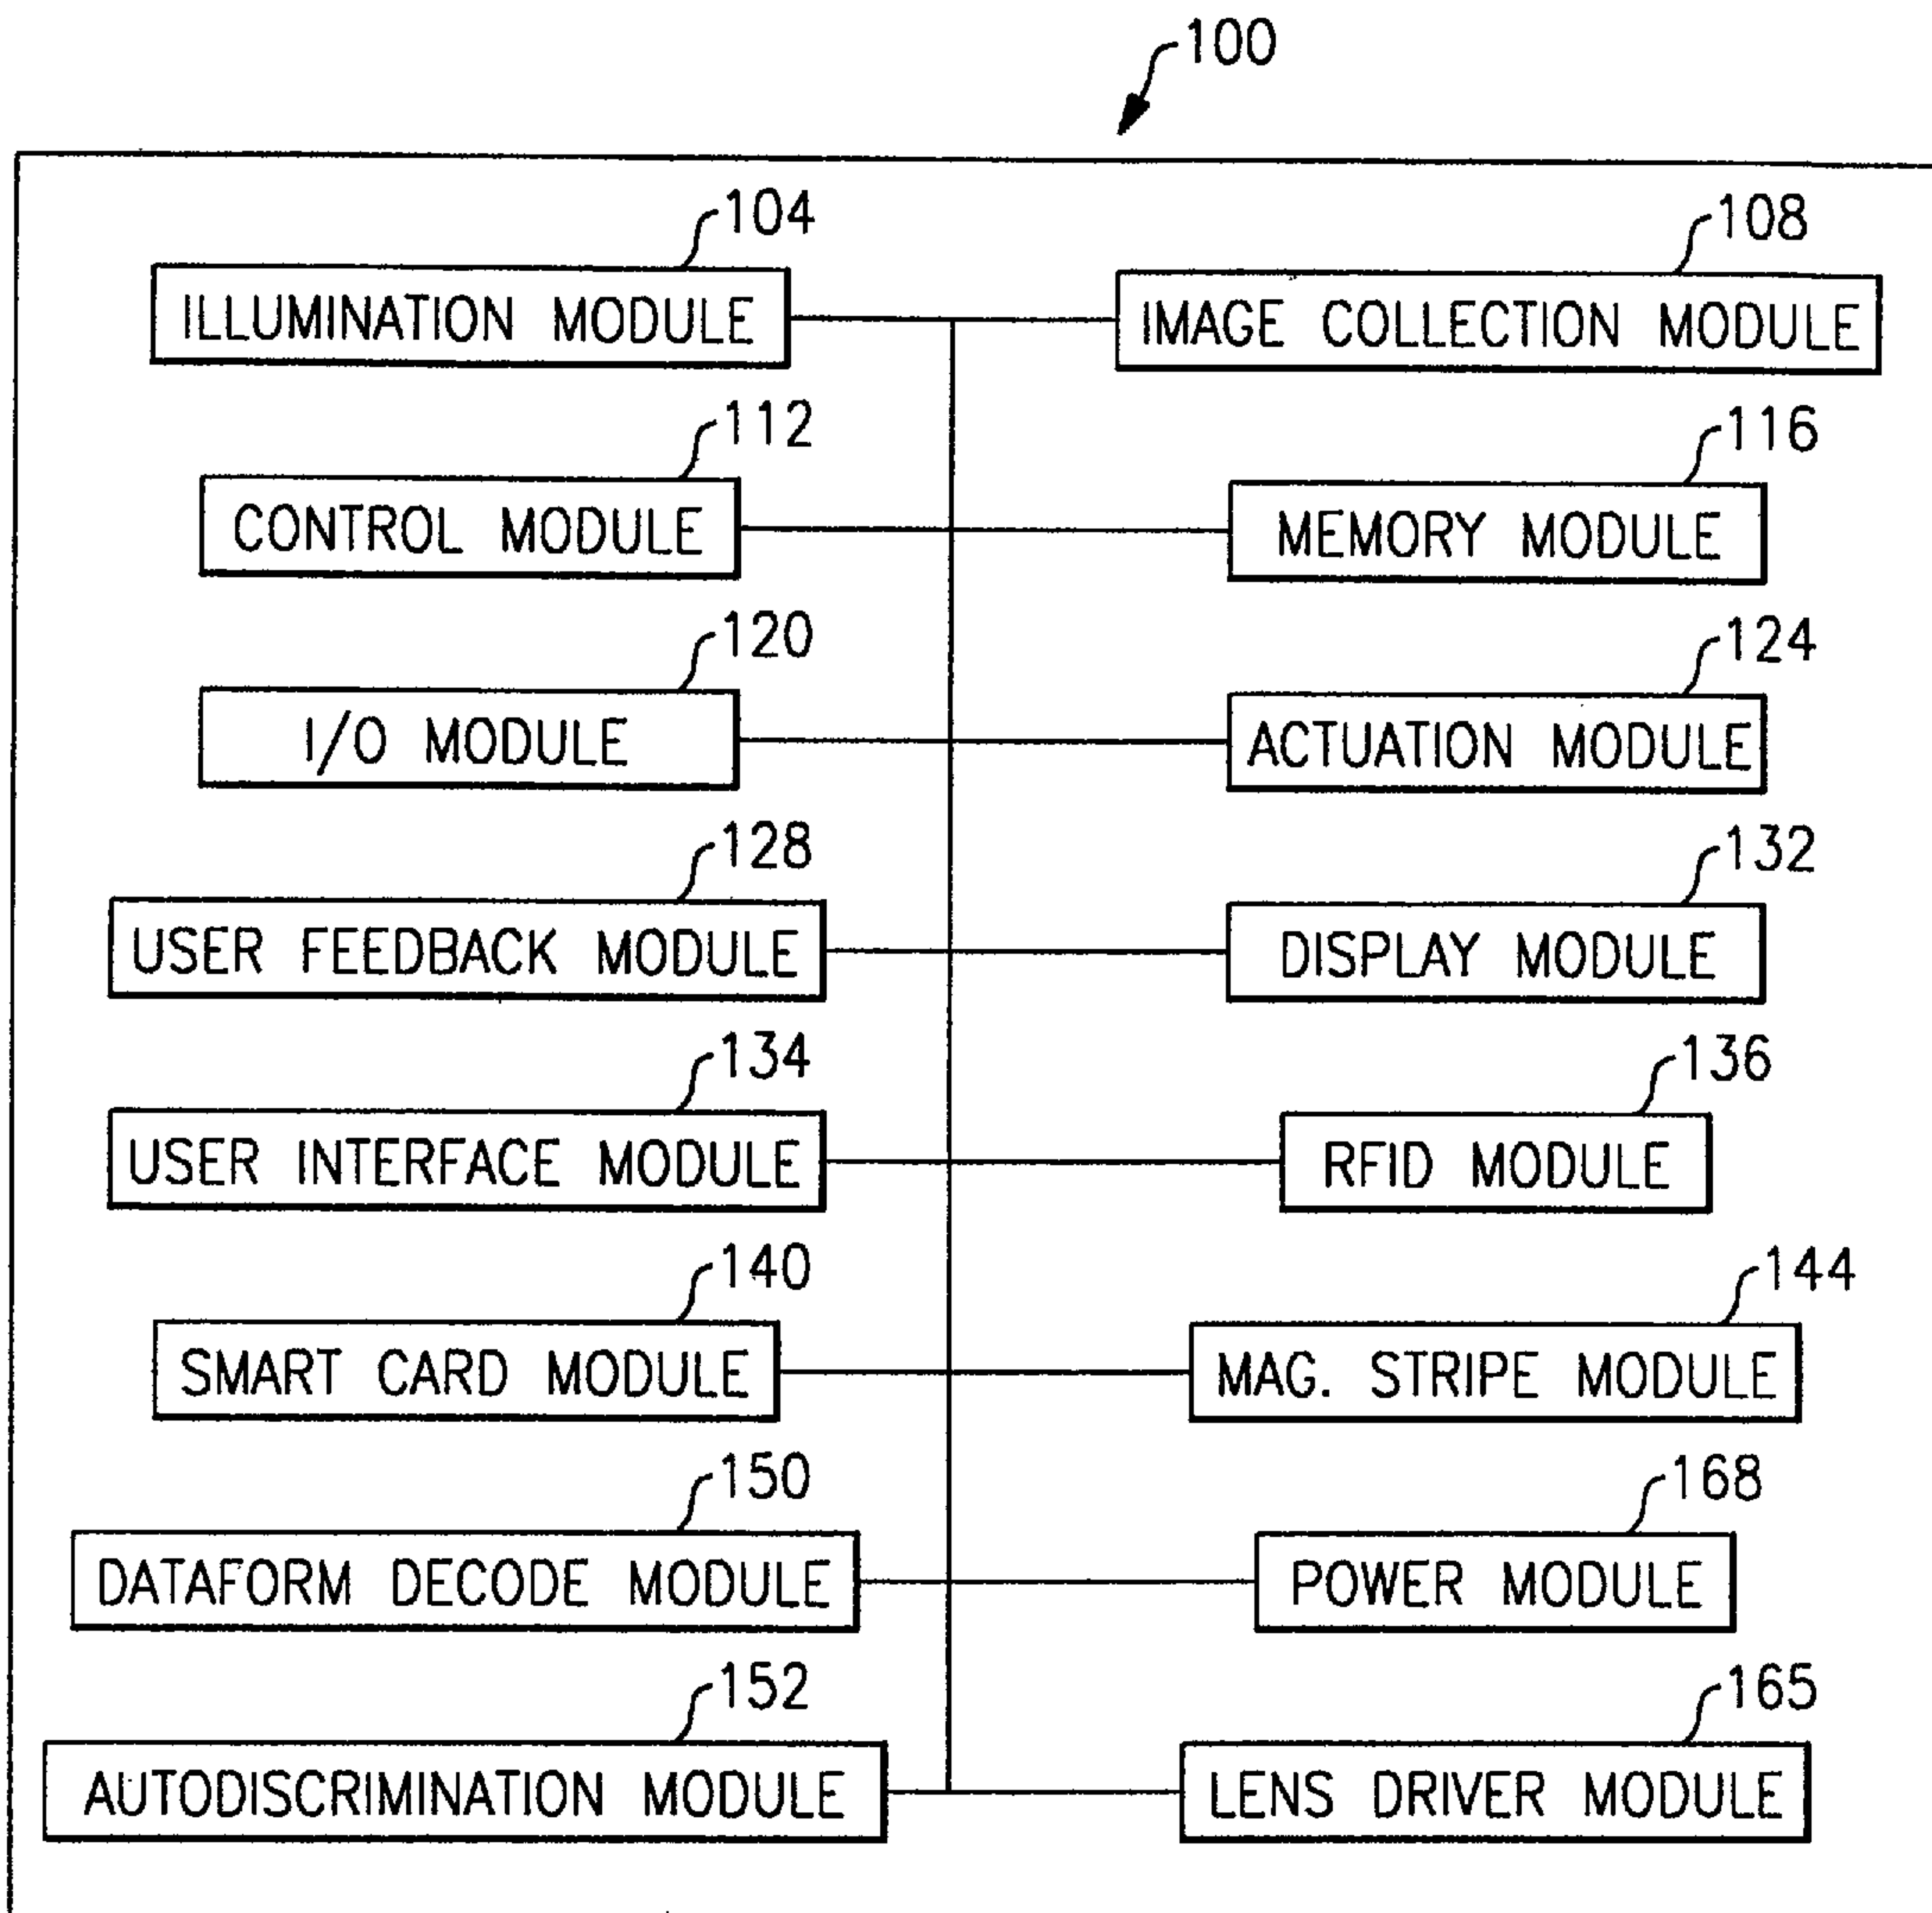 100
104
108
ILLUMINATION MODULE
IMAGE COLLECTION MODULE
112
116
CONTROL MODULE
MEMORY MODULE
120
124
I/O MODULE
ACTUATION MODULE
128
132
USER FEEDBACK MODULE
DISPLAY MODULE
134
136
USER INTERFACE MODULE
RFID MODULE
140
144
SMART CARD MODULE
MAG. STRIPE MODULE
150
168
DATAFORM DECODE MODULE
POWER MODULE
152
165
AUTODISCRIMINATION MODULE
LENS DRIVER MODULE